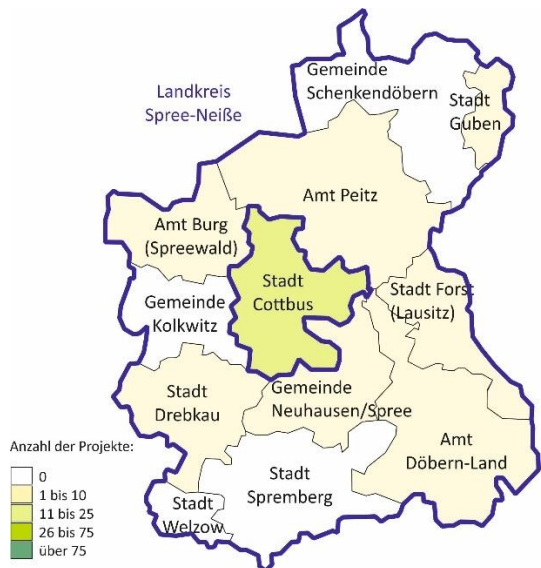 Landkreis
Spree-Neiße
Gemeinde
Schenkendöbern
Stadt
Guben
Amt Peitz
Amt Burg
(Spreewald)
Stadt
Cottbus
Stadt Forst
(Lausitz)
Gemeinde
Kolkwitz
Stadt
Drebkau
Gemeinde
Neuhausen/Spree
Amt
Döbern-Land
Stadt
Spremberg
Stadt
Welzow
Anzahl der Projekte:
0
1 bis 10
11 bis 25
26 bis 75
über 75